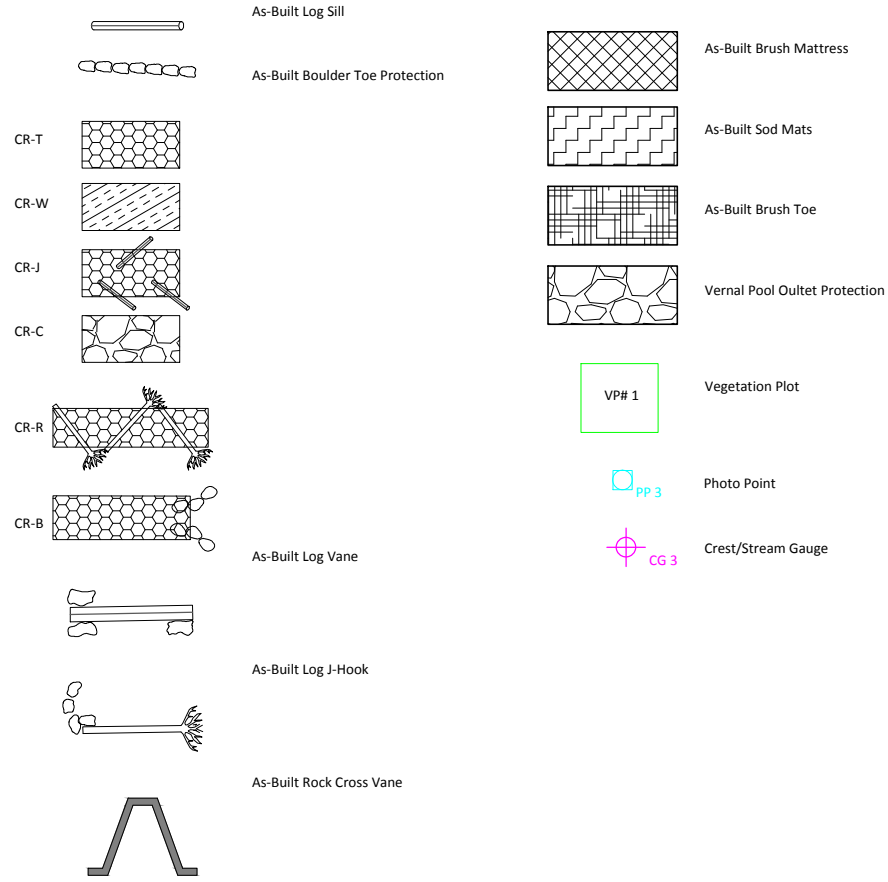 As-Built Log Sill
As-Built Boulder Toe Protection
CR-T
CR-W
CR-J
CR-C
CR-R
CR-B
As-Built Log Vane
As-Built Log J-Hook
As-Built Rock Cross Vane
As-Built Brush Mattress
As-Built Sod Mats
As-Built Brush Toe
Vernal Pool Oultet Protection
VP# 1
Vegetation Plot
PP 3
Photo Point
CG 3
Crest/Stream Gauge